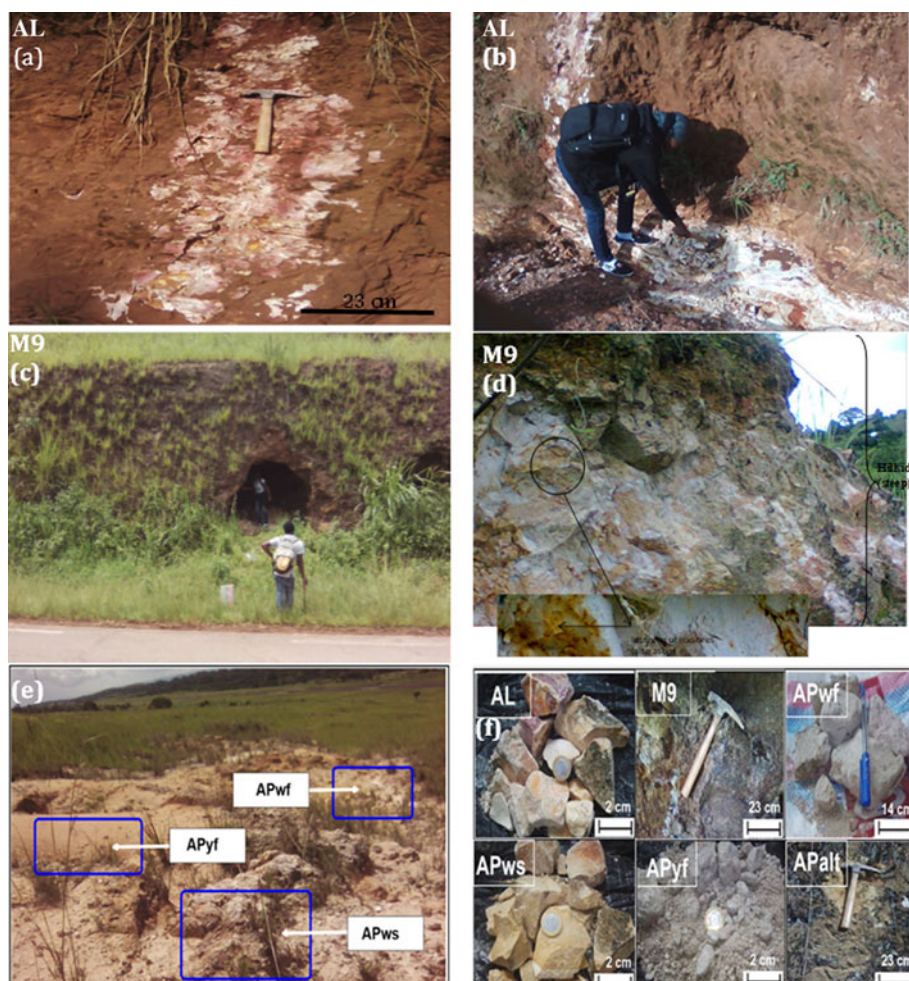 AL
(a)
23 cm
AL
(b)
M9
(c)
M9
(d)
(e)
APwf
APyf
APws
(f)
AL
2 cm
M9
23 cm
APwf
14 cm
APws
2 cm
APyf
2 cm
APalt
23 cm